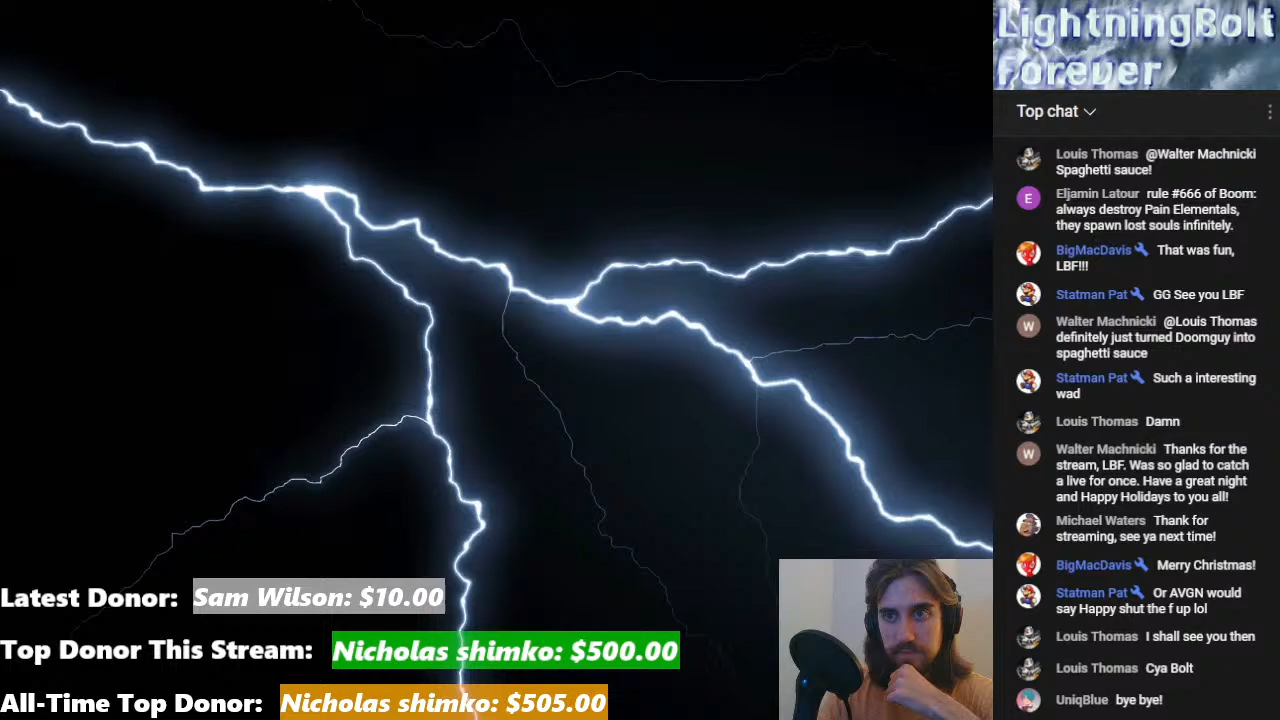 LightningBolt
Forever
Top chat
Louis Thomas @Walter Machnicki
Spaghetti sauce!
E
Eljamin Latour rule #666 of Boom:
always destroy Pain Elementals,
they spawn lost souls infinitely.
BigMacDavis That was fun,
LBF!!!
Statman Pat GG See you LBF
W
Walter Machnicki @Louis Thomas
definitely just turned Doomguy into
spaghetti sauce
Statman Pat Such a interesting
wad
Louis Thomas Damn
W
Walter Machnicki Thanks for the
stream, LBF. Was so glad to catch
a live for once. Have a great night
and Happy Holidays to you all!
Michael Waters Thank for
streaming, see ya next time!
BigMacDavis Merry Christmas!
Statman Pat Or AVGN would
say Happy shut the f up lol
Louis Thomas I shall see you then
Louis Thomas Cya Bolt
UniqBlue bye bye!
Latest Donor: Sam Wilson: $10.00
Top Donor This Stream: Nicholas shimko: $500.00
All-Time Top Donor: Nicholas shimko: $505.00